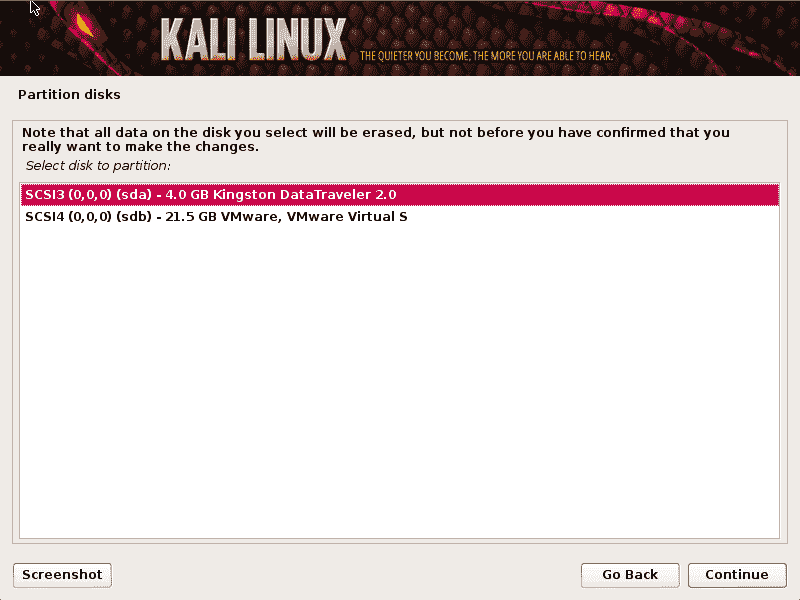 KALI LINUX
THE QUIETER YOU BECOME, THE MORE YOU ARE ABLE TO HEAR.
Partition disks
Note that all data on the disk you select will be erased, but not before you have confirmed that you
really want to make the changes.
Select disk to partition:
SCSI3 (0,0,0) (sda) - 4.0 GB Kingston DataTraveler 2.0
SCSI4 (0,0,0) (sdb) - 21.5 GB VMware, VMware Virtual S
Screenshot
Go Back
Continue